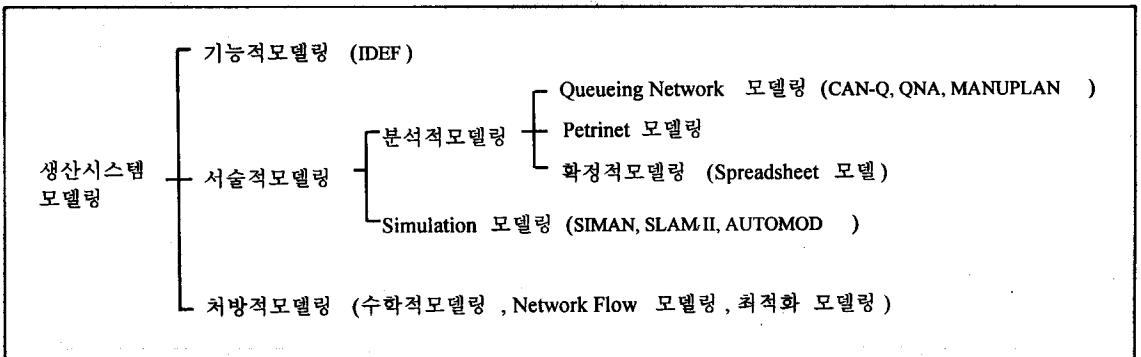 기능적모델링 (IDEF)
Queueing Network 모델링 (CAN-Q, QNA, MANUPLAN )
분석적모델링
Petrinet 모델링
생산시스템
모델링
서술적모델링
확정적모델링 (Spreadsheet 모델)
Simulation 모델링 (SIMAN, SLAM II, AUTOMOD )
처방적모델링 (수학적모델링 , Network Flow 모델링 , 최적화 모델링 )